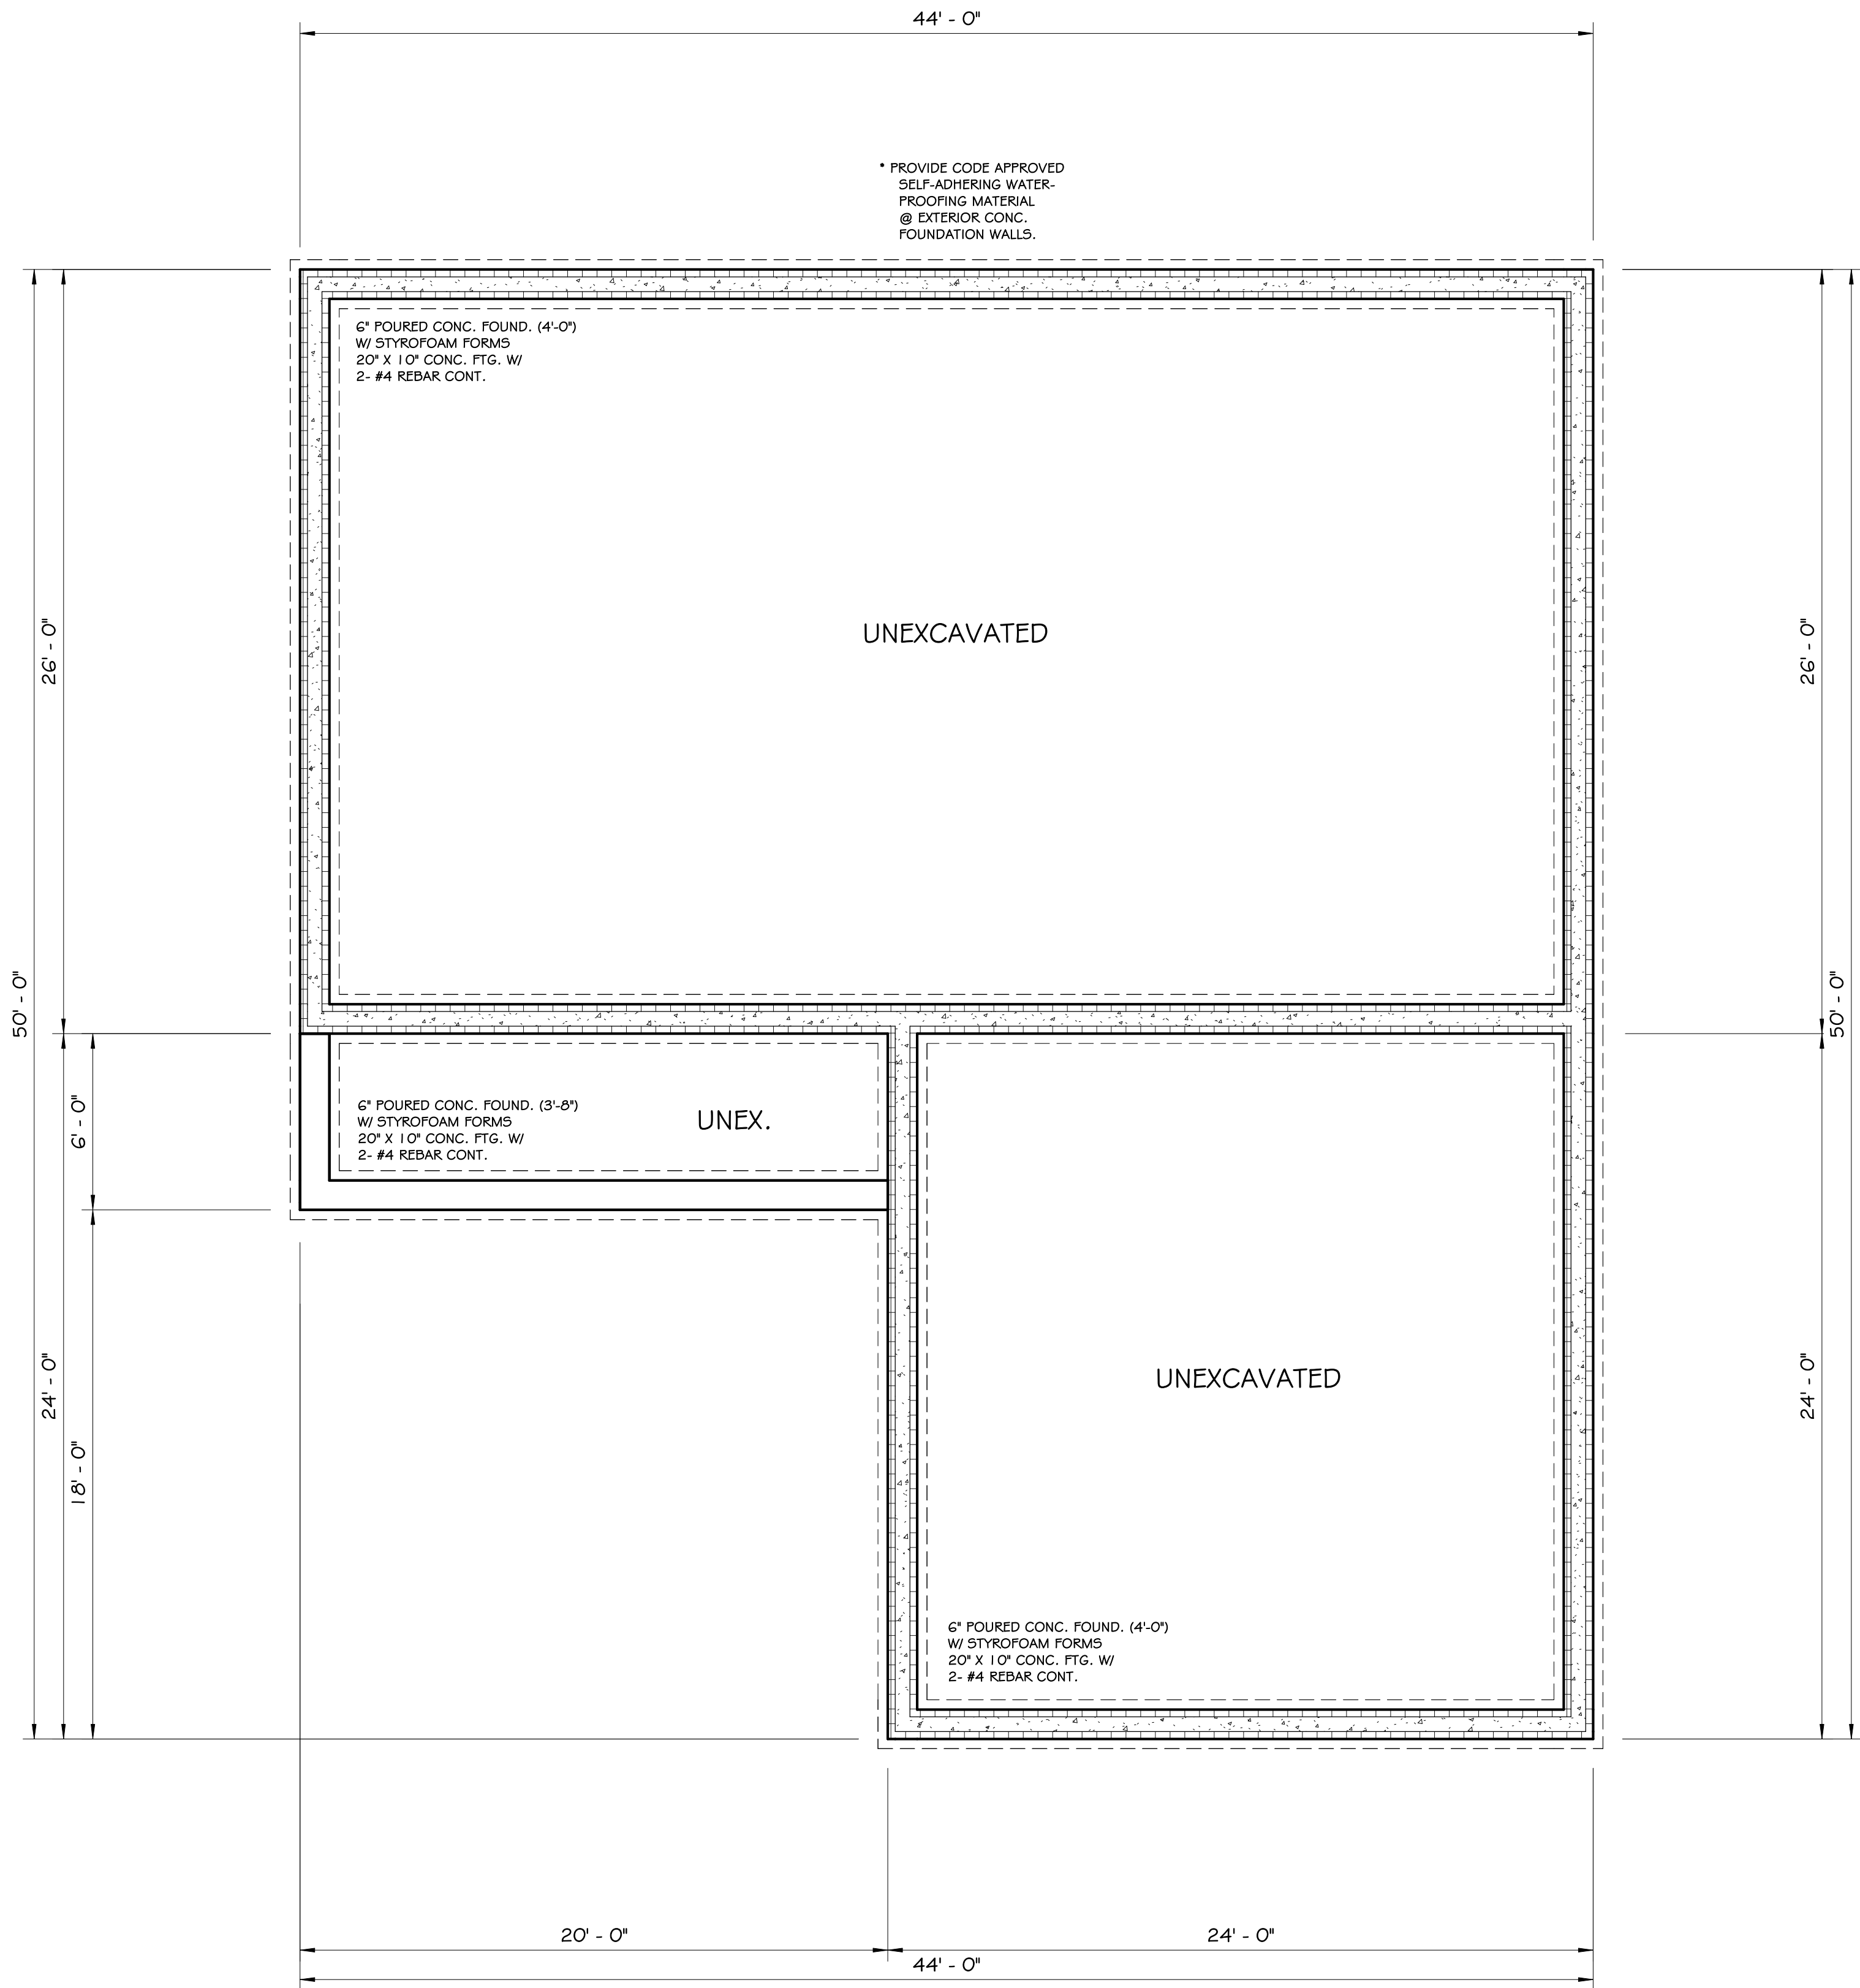 44' - 0"
* PROVIDE CODE APPROVED
SELF-ADHERING WATER-
PROOFING MATERIAL
@ EXTERIOR CONC.
FOUNDATION WALLS.
6" POURED CONC. FOUND. (4'-0")
W/ STYROFOAM FORMS
20" X 10" CONC. FTG. W/
2- #4 REBAR CONT.
UNEXCAVATED
26' - 0"
26' - 0"
50' - 0"
50' - 0"
6" POURED CONC. FOUND. (3'-8")
W/ STYROFOAM FORMS
20" X 10" CONC. FTG. W/
2- #4 REBAR CONT.
UNEX.
6' - 0"
24' - 0"
18' - 0"
UNEXCAVATED
24' - 0"
6" POURED CONC. FOUND. (4'-0")
W/ STYROFOAM FORMS
20" X 10" CONC. FTG. W/
2- #4 REBAR CONT.
20' - 0"
24' - 0"
44' - 0"